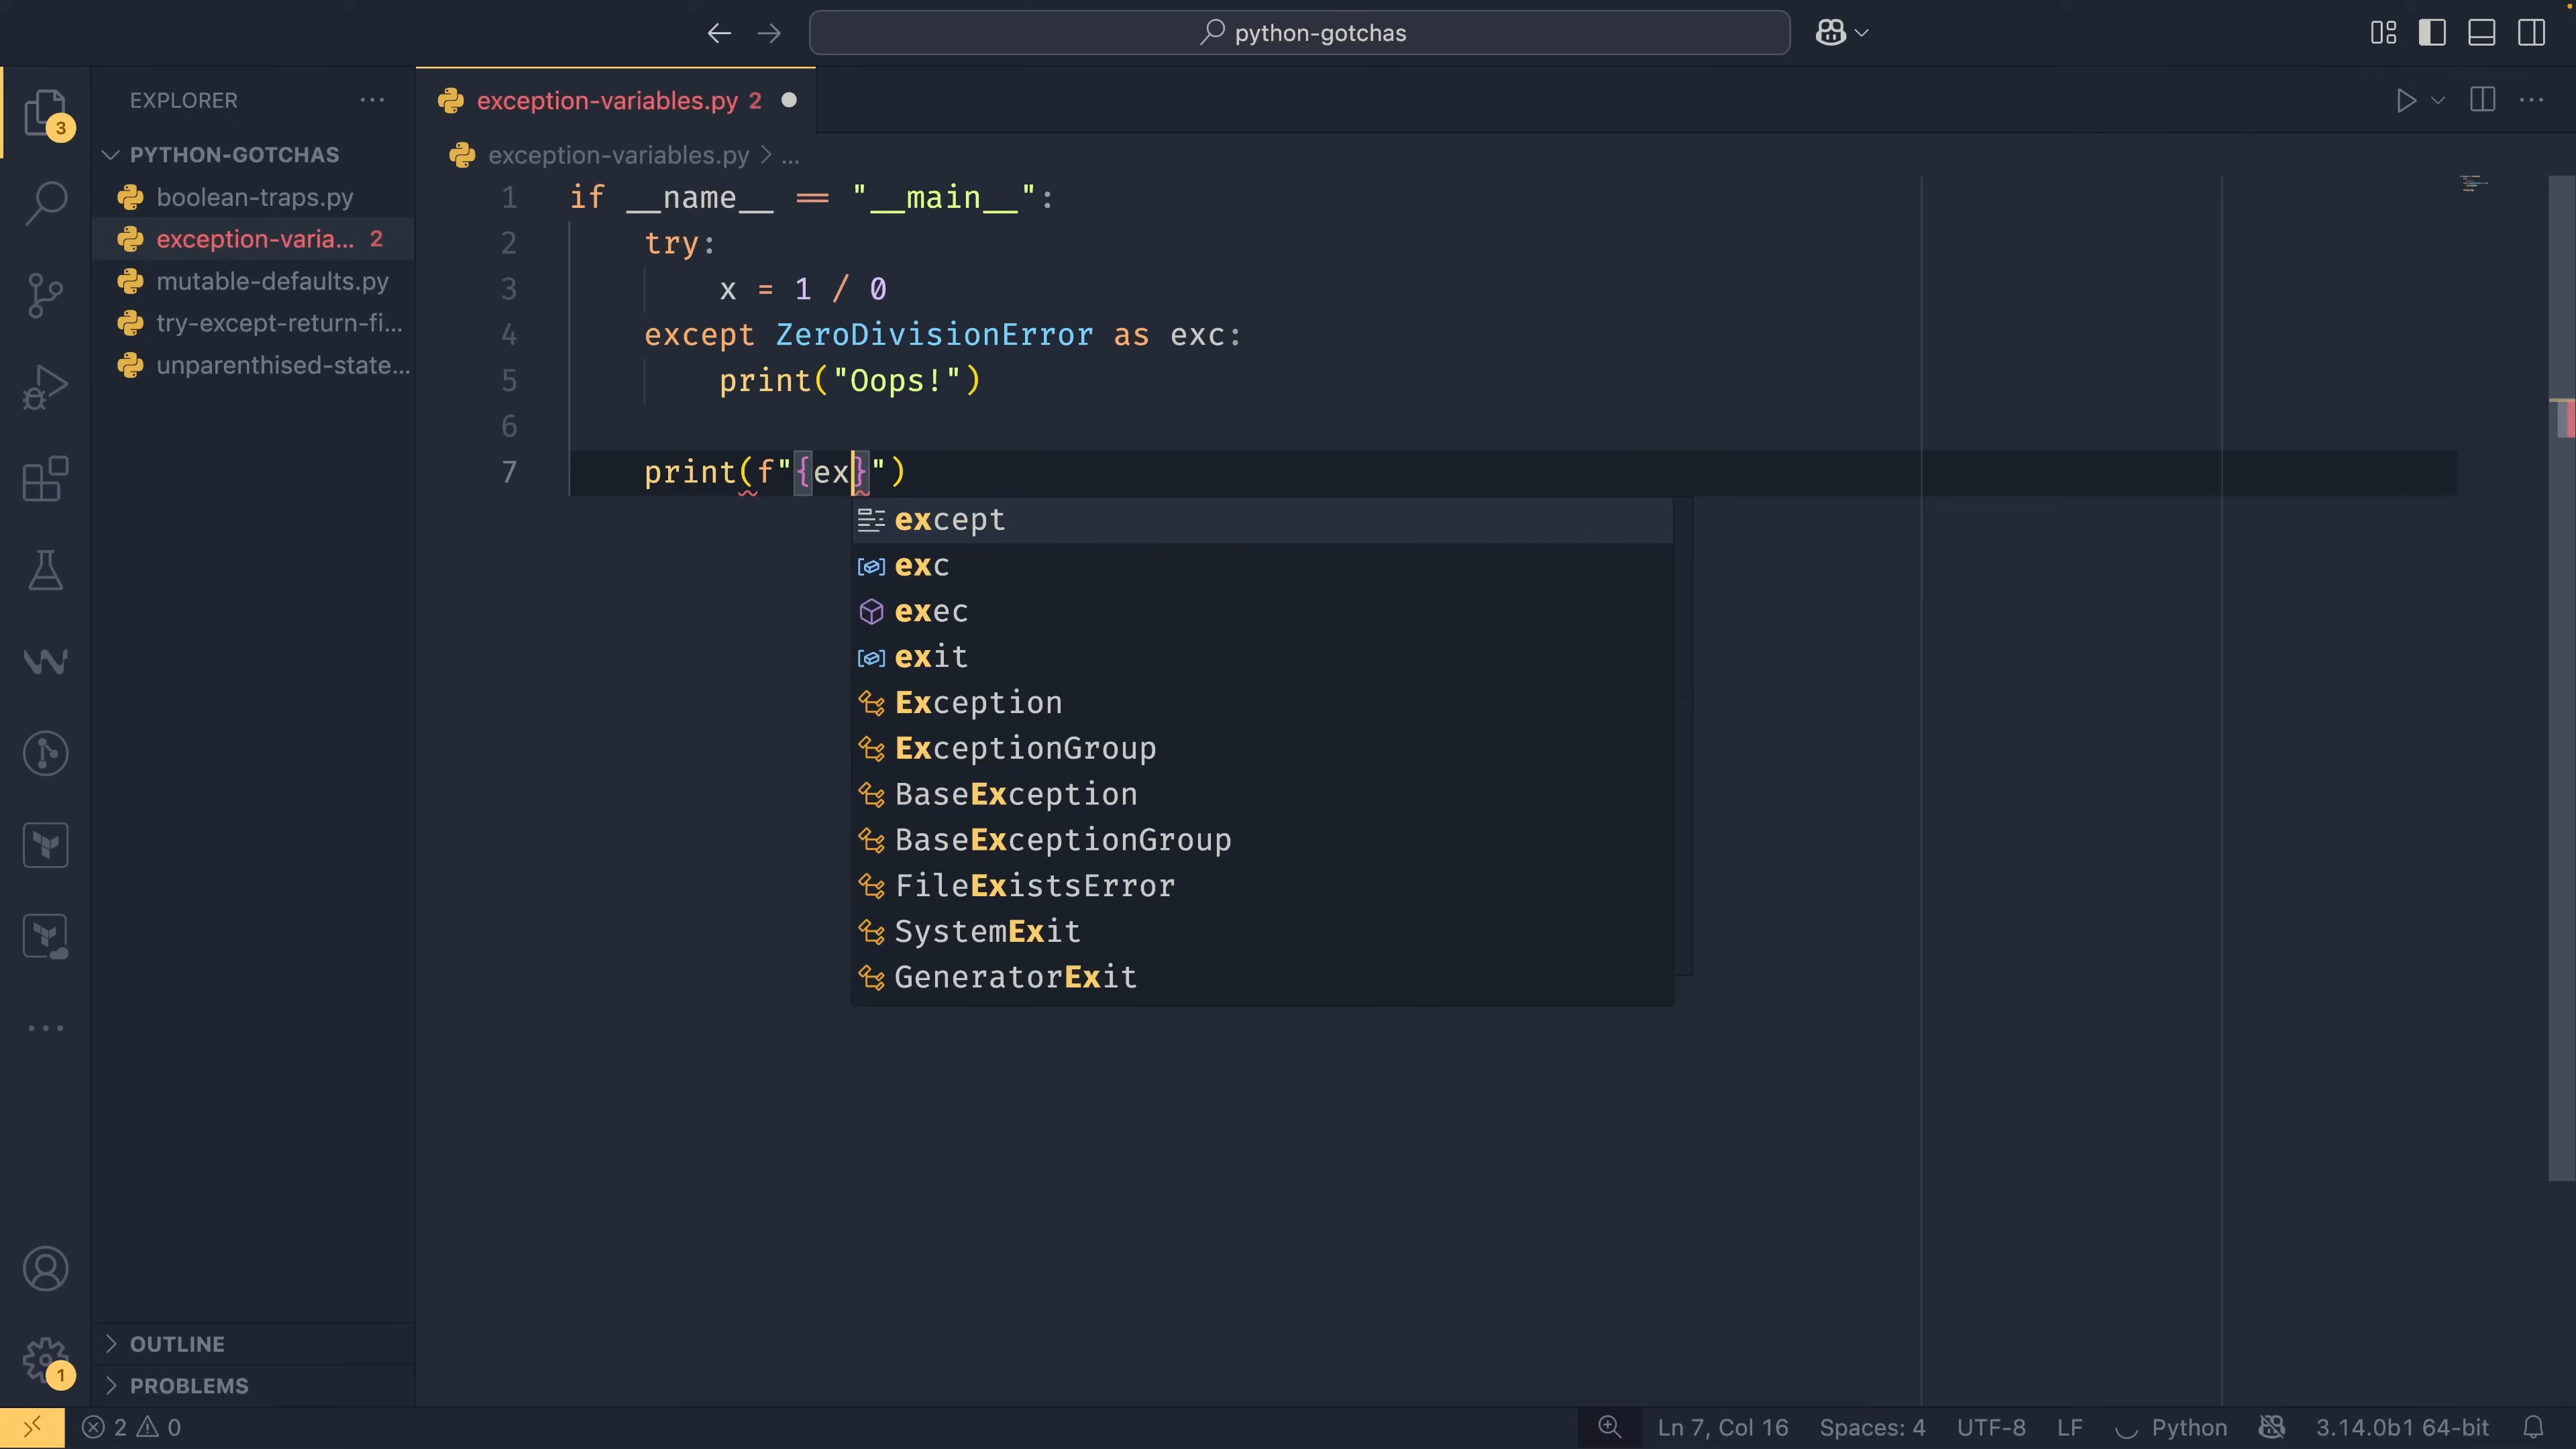 python-gotchas
EXPLORER
exception-variables.py 2
3
PYTHON-GOTCHAS
exception-variables.py > ...
boolean-traps.py
exception-varia... 2
mutable-defaults.py
try-except-return-fi...
unparenthised-state...
1 if __name__ == "__main__":
2 try:
3 x = 1 / 0
4 except ZeroDivisionError as exc:
5 print("Oops!")
6
7 print(f"{ex}")
except
exc
exec
exit
Exception
ExceptionGroup
BaseException
BaseExceptionGroup
FileExistsError
SystemExit
GeneratorExit
OUTLINE
1
PROBLEMS
2 0 Ln 7, Col 16 Spaces: 4 UTF-8 LF Python 3.14.0b1 64-bit